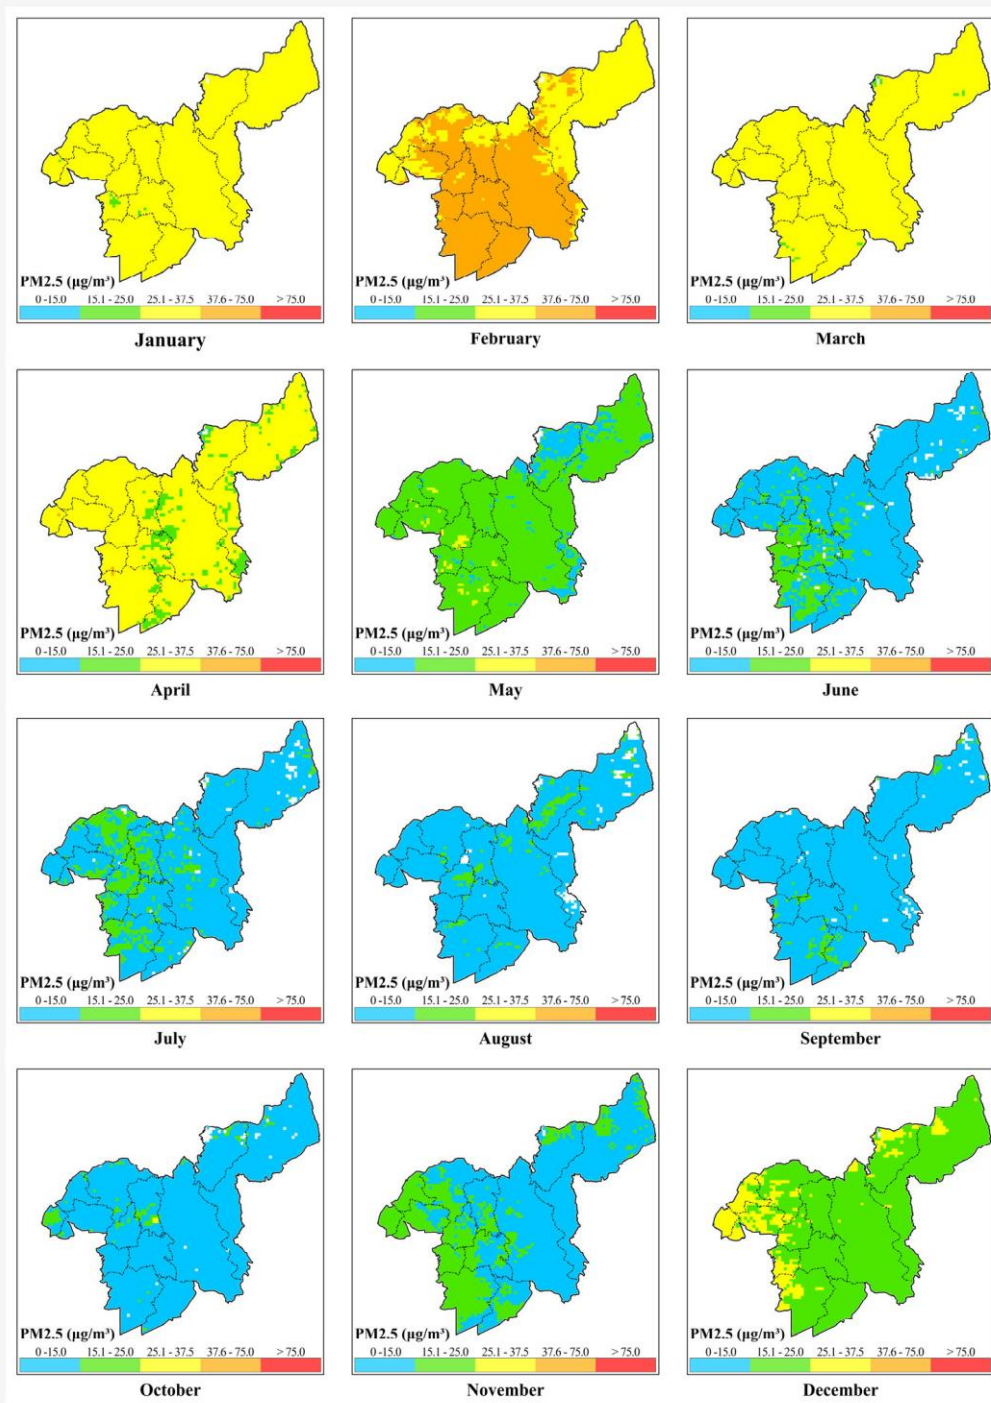 PM2.5 (µg/m³)
0 -15.0 15.1 - 25.0 25.1 - 37.5 37.6 - 75.0 > 75.0
January
PM2.5 (µg/m³)
0 -15.0 15.1 - 25.0 25.1 - 37.5 37.6 - 75.0 > 75.0
February
PM2.5 (µg/m³)
0 -15.0 15.1 - 25.0 25.1 - 37.5 37.6 - 75.0 > 75.0
March
PM2.5 (µg/m³)
0 -15.0 15.1 - 25.0 25.1 - 37.5 37.6 - 75.0 > 75.0
April
PM2.5 (µg/m³)
0 -15.0 15.1 - 25.0 25.1 - 37.5 37.6 - 75.0 > 75.0
May
PM2.5 (µg/m³)
0 -15.0 15.1 - 25.0 25.1 - 37.5 37.6 - 75.0 > 75.0
June
PM2.5 (µg/m³)
0 -15.0 15.1 - 25.0 25.1 - 37.5 37.6 - 75.0 > 75.0
July
PM2.5 (µg/m³)
0 -15.0 15.1 - 25.0 25.1 - 37.5 37.6 - 75.0 > 75.0
August
PM2.5 (µg/m³)
0 -15.0 15.1 - 25.0 25.1 - 37.5 37.6 - 75.0 > 75.0
September
PM2.5 (µg/m³)
0 -15.0 15.1 - 25.0 25.1 - 37.5 37.6 - 75.0 > 75.0
October
PM2.5 (µg/m³)
0 -15.0 15.1 - 25.0 25.1 - 37.5 37.6 - 75.0 > 75.0
November
PM2.5 (µg/m³)
0 -15.0 15.1 - 25.0 25.1 - 37.5 37.6 - 75.0 > 75.0
December